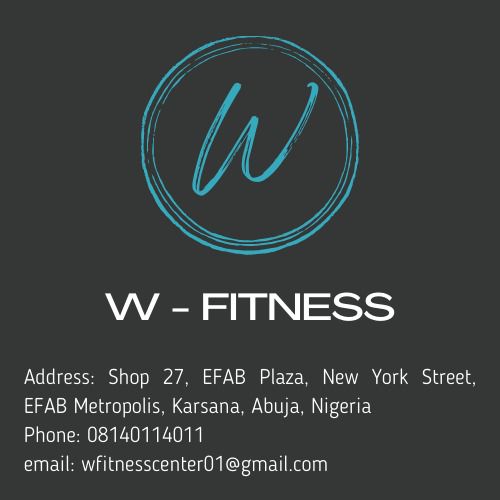 W
W - FITNESS
Address: Shop 27, EFAB Plaza, New York Street,
EFAB Metropolis, Karsana, Abuja, Nigeria
Phone: 08140114011
email: wfitnesscenter01@gmail.com